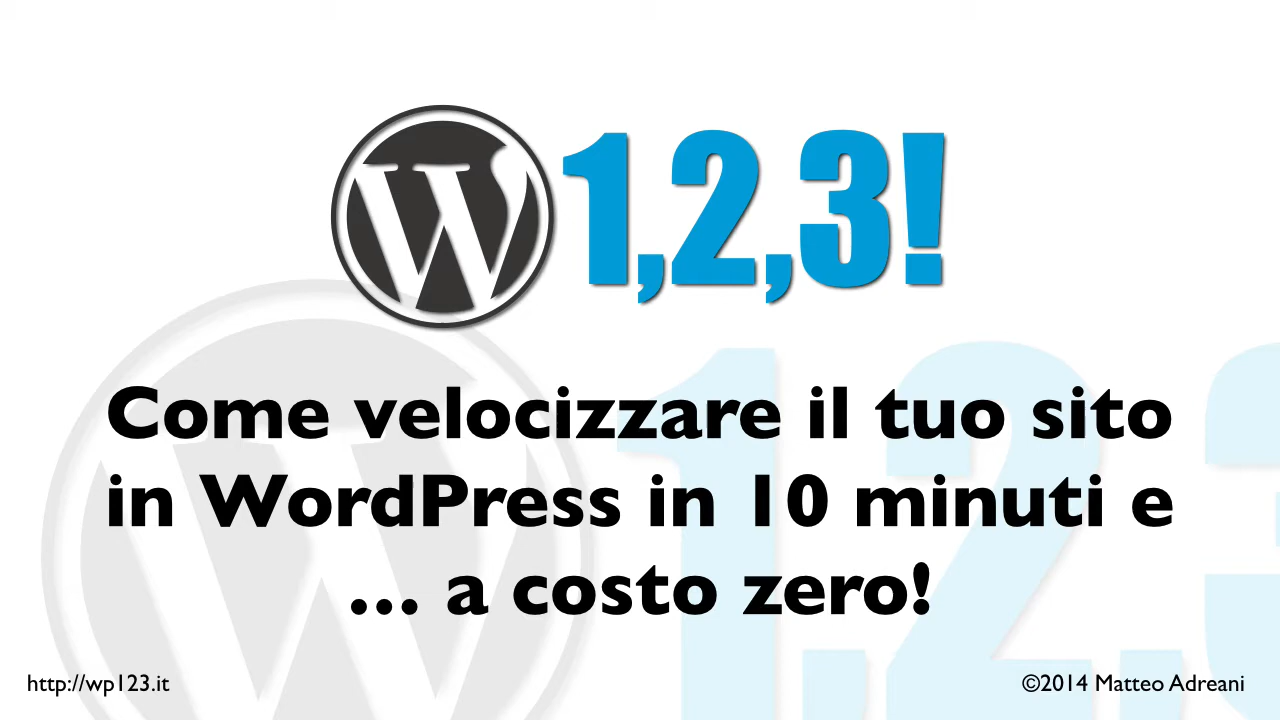 W 1,2,3!
Come velocizzare il tuo sito
in WordPress in 10 minuti e
... a costo zero!
http://wp123.it
©2014 Matteo Adreani